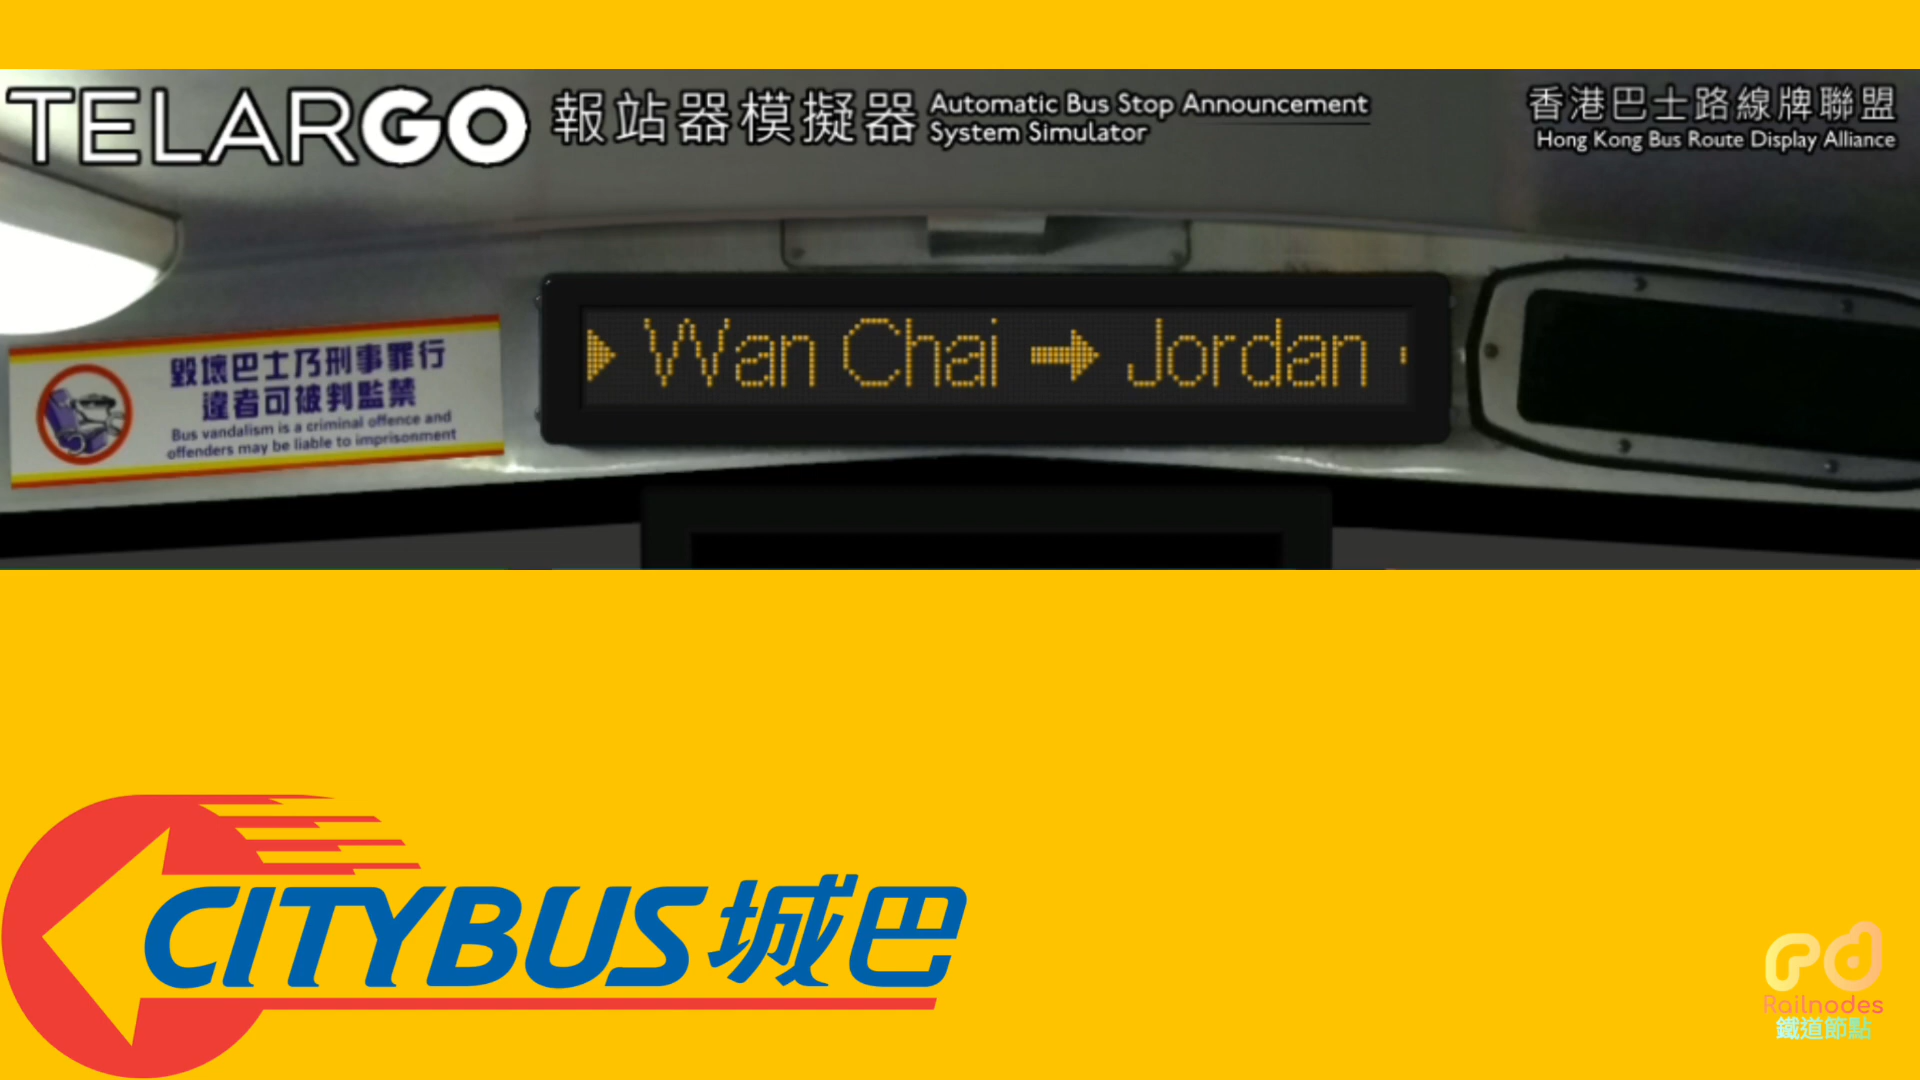 TELARGO 報站器模擬器 Automatic Bus Stop Announcement
System Simulator
香港巴士路線牌聯盟
Hong Kong Bus Route Display Alliance
Wan Chai ➡ Jordan
毀壞巴士乃刑事罪行
違者可被判監禁
Bus vandalism is a criminal offence and
offenders may be liable to imprisonment
CITYBUS城巴
rd
Railnodes
鐵道節點